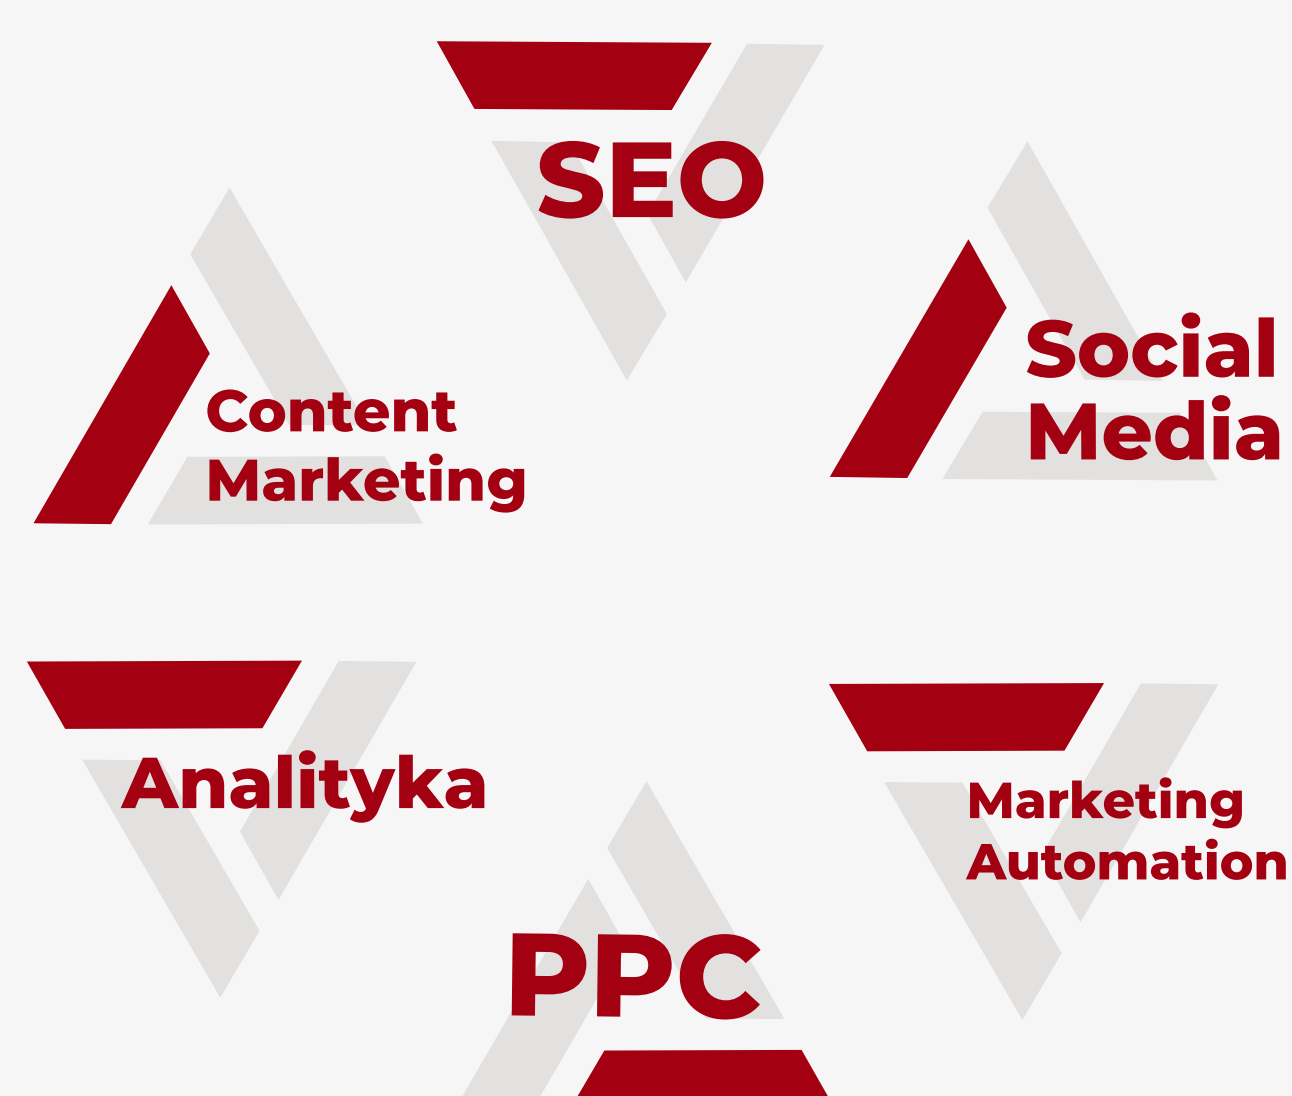 SEO
Content
Marketing
Social
Media
Analityka
Marketing
Automation
PPC